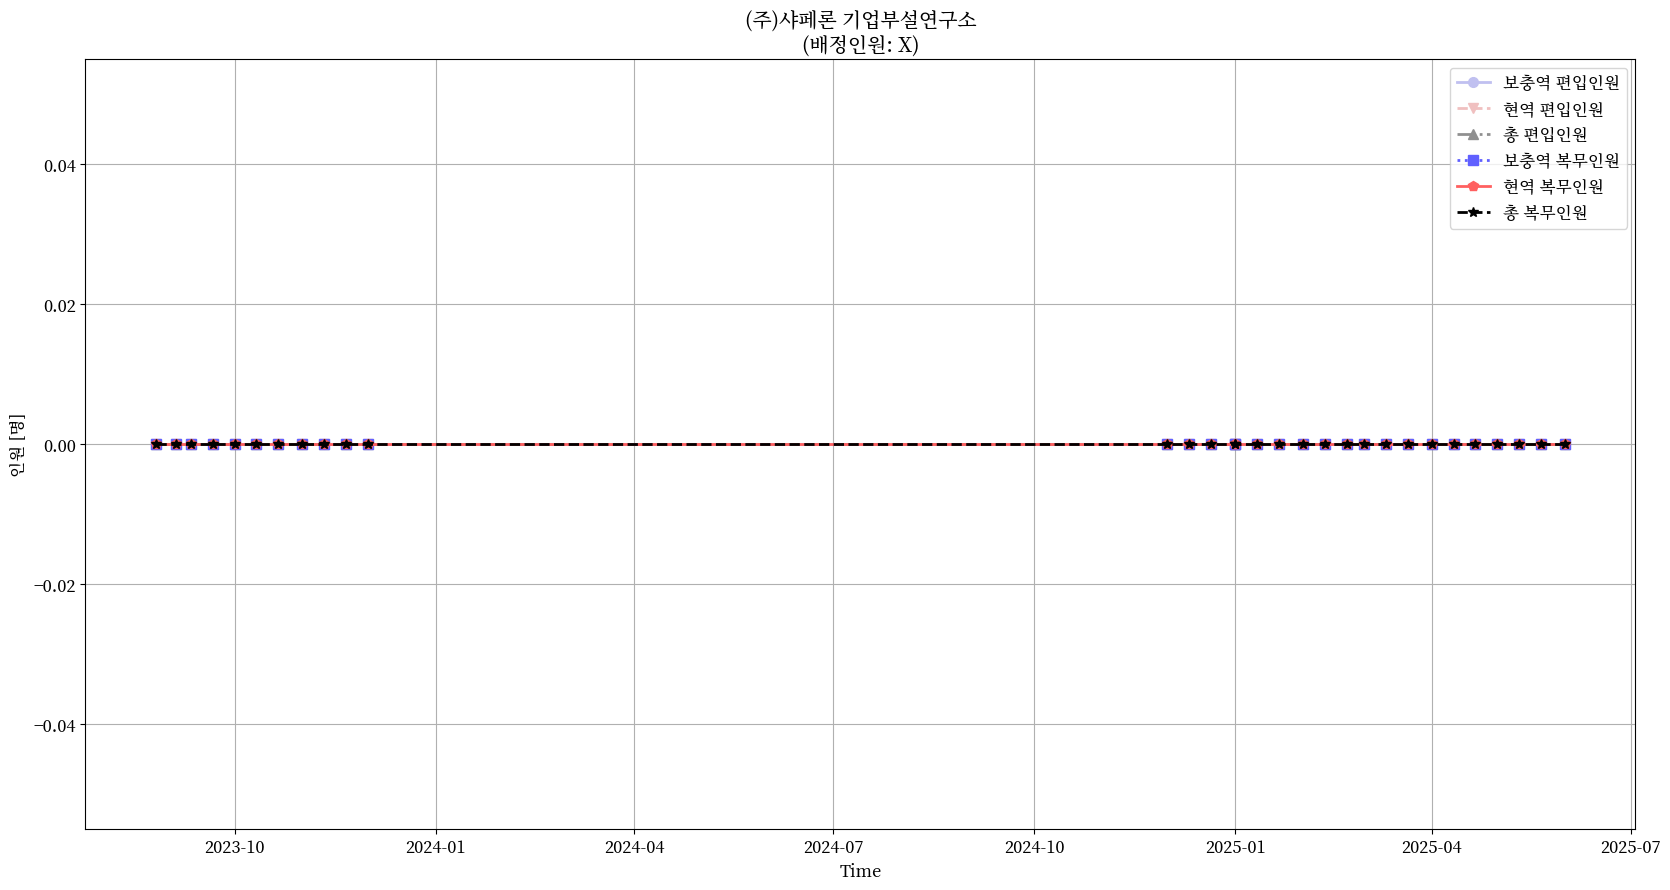 (주)샤페론 기업부설연구소
(배정인원: X)
보충역 편입인원
현역 편입인원
총 편입인원
보충역 복무인원
현역 복무인원
총 복무인원
인원 [명]
0.04
0.02
0.00
−0.02
−0.04
2023-10
2024-01
2024-04
2024-07
2024-10
2025-01
2025-04
2025-07
Time